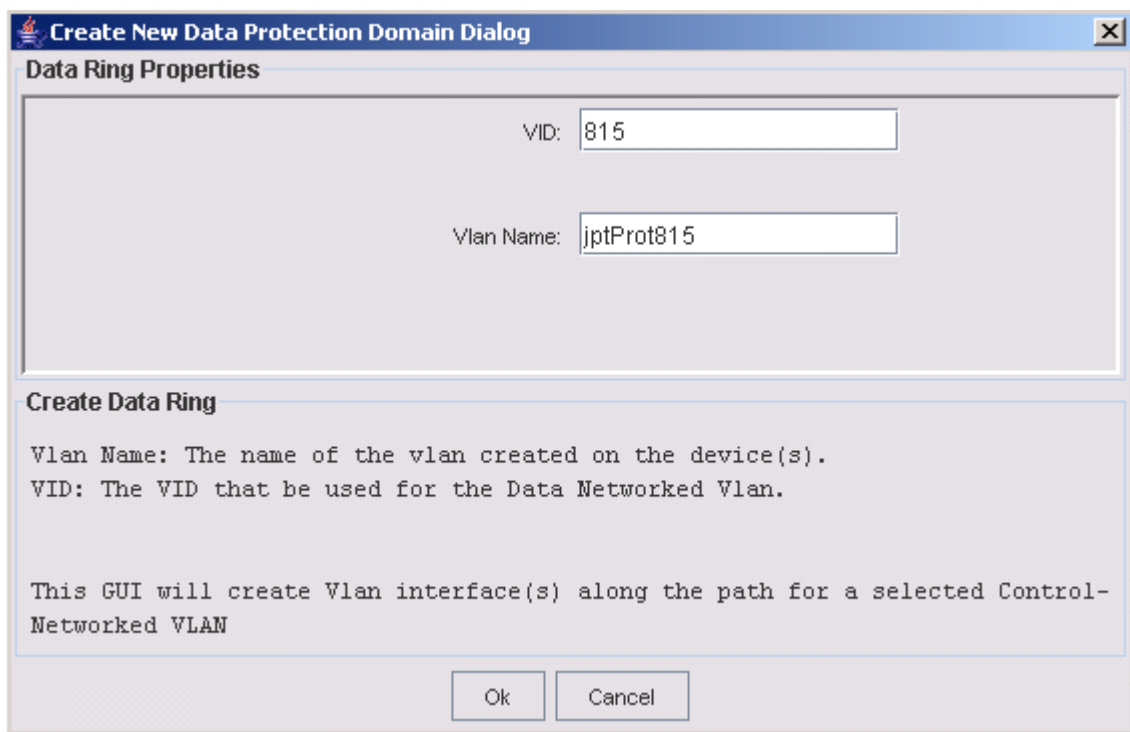 Create New Data Protection Domain Dialog
Data Ring Properties
VID: 815
Vlan Name: jptProt815
Create Data Ring
Vlan Name: The name of the vlan created on the device(s).
VID: The VID that be used for the Data Networked Vlan.
This GUI will create Vlan interface(s) along the path for a selected Control-
Networked VLAN
Ok Cancel